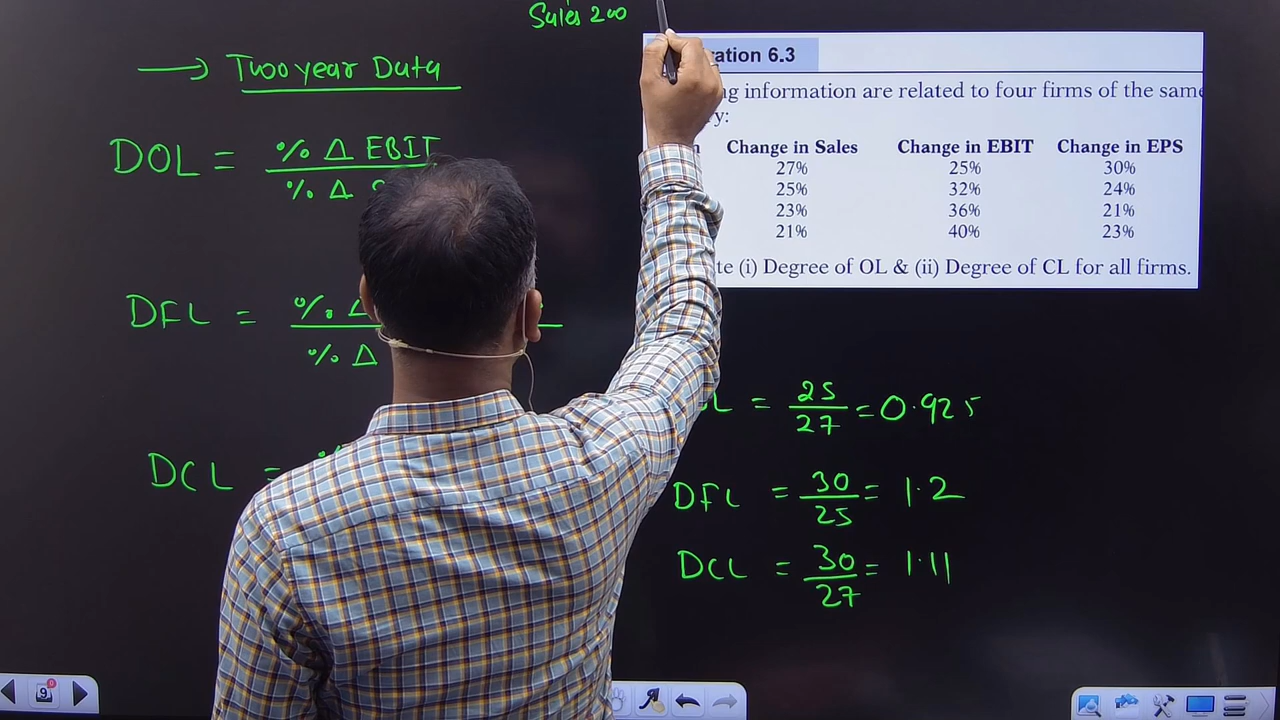 Sales 200
→ Two year Data
DOL = % Δ EBIT
% Δ
DFL = % Δ
% Δ
DCL =
ration 6.3
ng information are related to four firms of the same
y:
Change in Sales Change in EBIT Change in EPS
27% 25% 30%
25% 32% 24%
23% 36% 21%
21% 40% 23%
te (i) Degree of OL & (ii) Degree of CL for all firms.
L = 25/27 = 0.925
DFL = 30/25 = 1.2
DCL = 30/27 = 1.11
9